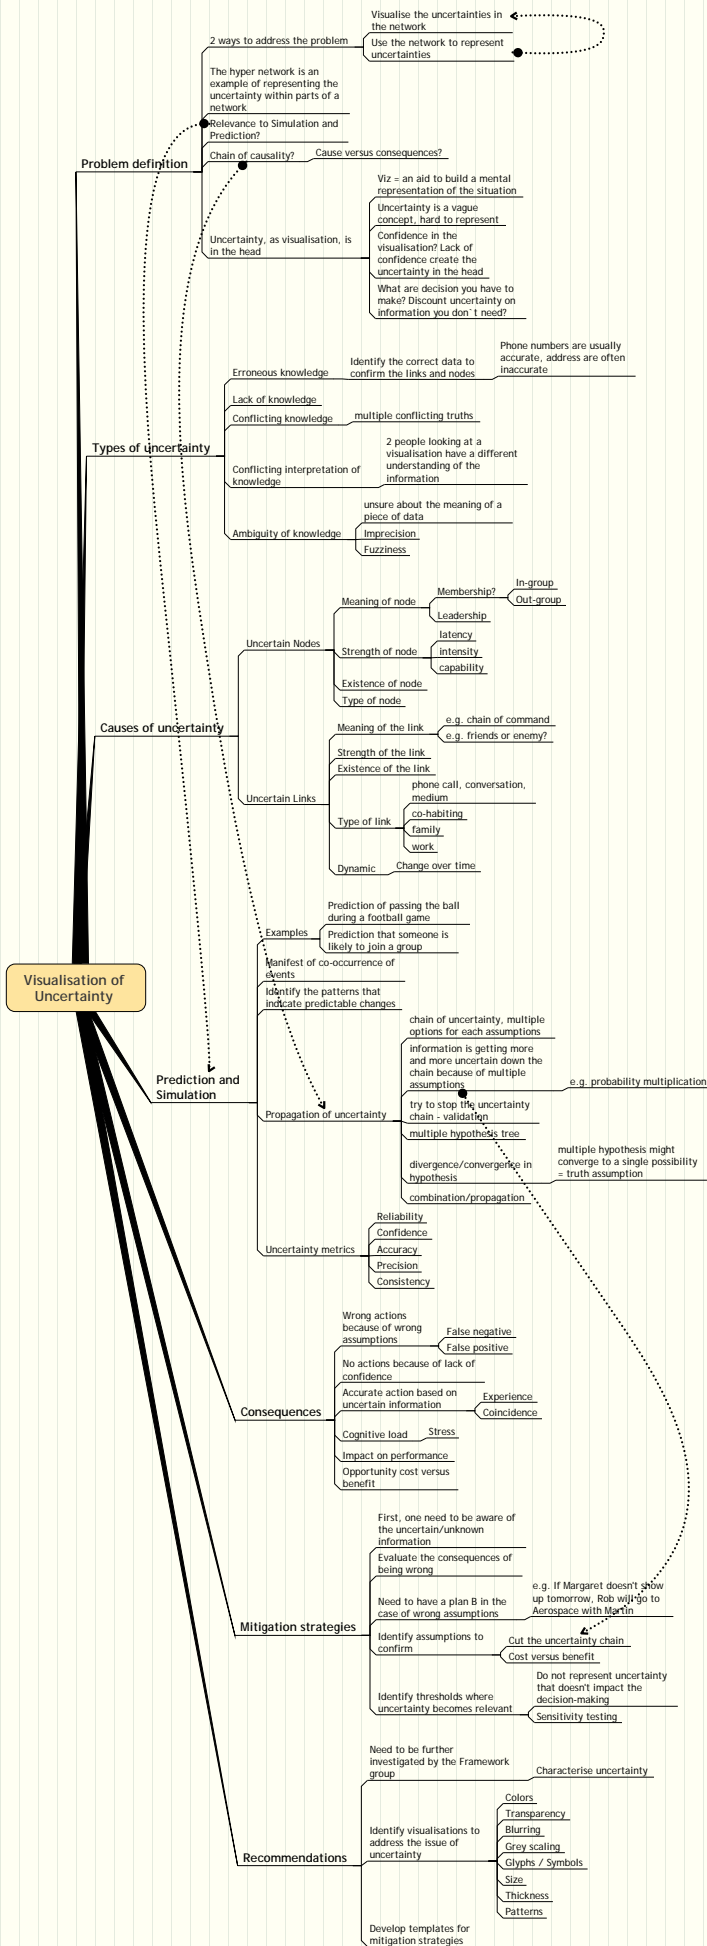 Visualise the uncertainties in
the network
2 ways to address the problem
Use the network to represent
uncertainties
The hyper network is an
example of representing the
uncertainty within parts of a
network
Relevance to Simulation and
Prediction?
Problem definition
Chain of causality?
Cause versus consequences?
Viz = an aid to build a mental
representation of the situation
Uncertainty is a vague
concept, hard to represent
Uncertainty, as visualisation, is
in the head
Confidence in the
visualisation? Lack of
confidence create the
uncertainty in the head
What are decision you have to
make? Discount uncertainty on
information you don`t need?
Erroneous knowledge
Identify the correct data to
confirm the links and nodes
Phone numbers are usually
accurate, address are often
inaccurate
Lack of knowledge
Conflicting knowledge
multiple conflicting truths
Types of uncertainty
Conflicting interpretation of
knowledge
2 people looking at a
visualisation have a different
understanding of the
information
Ambiguity of knowledge
unsure about the meaning of a
piece of data
Imprecision
Fuzziness
Causes of uncertainty
Uncertain Nodes
Meaning of node
Membership?
In-group
Out-group
Leadership
Strength of node
latency
intensity
capability
Existence of node
Type of node
Uncertain Links
Meaning of the link
e.g. chain of command
e.g. friends or enemy?
Strength of the link
Existence of the link
Type of link
phone call, conversation,
medium
co-habiting
family
work
Dynamic
Change over time
Visualisation of
Uncertainty
Prediction and
Simulation
Examples
Prediction of passing the ball
during a football game
Prediction that someone is
likely to join a group
Manifest of co-occurrence of
events
Identify the patterns that
indicate predictable changes
Propagation of uncertainty
chain of uncertainty, multiple
options for each assumptions
information is getting more
and more uncertain down the
chain because of multiple
assumptions
e.g. probability multiplication
try to stop the uncertainty
chain - validation
multiple hypothesis tree
divergence/convergence in
hypothesis
multiple hypothesis might
converge to a single possibility
= truth assumption
combination/propagation
Uncertainty metrics
Reliability
Confidence
Accuracy
Precision
Consistency
Consequences
Wrong actions
because of wrong
assumptions
False negative
False positive
No actions because of lack of
confidence
Accurate action based on
uncertain information
Experience
Coincidence
Cognitive load
Stress
Impact on performance
Opportunity cost versus
benefit
Mitigation strategies
First, one need to be aware of
the uncertain/unknown
information
Evaluate the consequences of
being wrong
Need to have a plan B in the
case of wrong assumptions
e.g. If Margaret doesn't show
up tomorrow, Rob will go to
Aerospace with Martin
Identify assumptions to
confirm
Cut the uncertainty chain
Cost versus benefit
Identify thresholds where
uncertainty becomes relevant
Do not represent uncertainty
that doesn't impact the
decision-making
Sensitivity testing
Recommendations
Need to be further
investigated by the Framework
group
Characterise uncertainty
Identify visualisations to
address the issue of
uncertainty
Colors
Transparency
Blurring
Grey scaling
Glyphs / Symbols
Size
Thickness
Patterns
Develop templates for
mitigation strategies